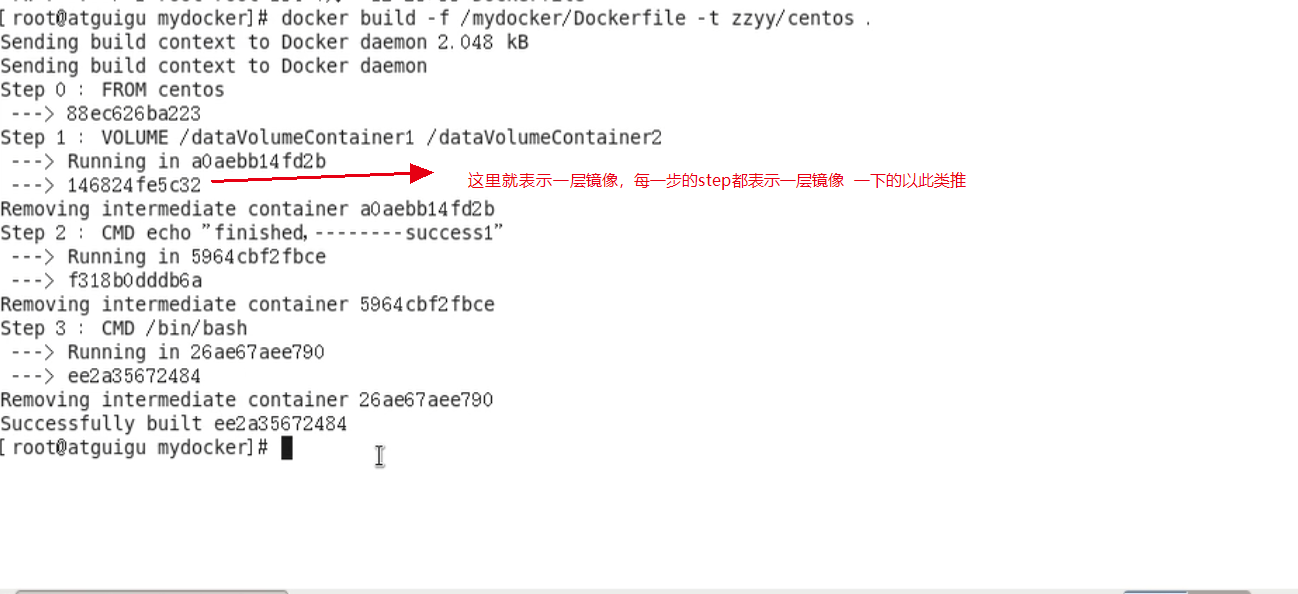 [root@atguigu mydocker]# docker build -f /mydocker/Dockerfile -t zzyy/centos .
Sending build context to Docker daemon 2.048 kB
Sending build context to Docker daemon
Step 0 : FROM centos
---> 88ec626ba223
Step 1 : VOLUME /dataVolumeContainer1 /dataVolumeContainer2
---> Running in a0aebb14fd2b
---> 146824fe5c32
这里就表示一层镜像，每一步的step都表示一层镜像 一下的以此类推
Removing intermediate container a0aebb14fd2b
Step 2 : CMD echo "finished,--------success1"
---> Running in 5964cbf2fbce
---> f318b0dddb6a
Removing intermediate container 5964cbf2fbce
Step 3 : CMD /bin/bash
---> Running in 26ae67aee790
---> ee2a35672484
Removing intermediate container 26ae67aee790
Successfully built ee2a35672484
[root@atguigu mydocker]#